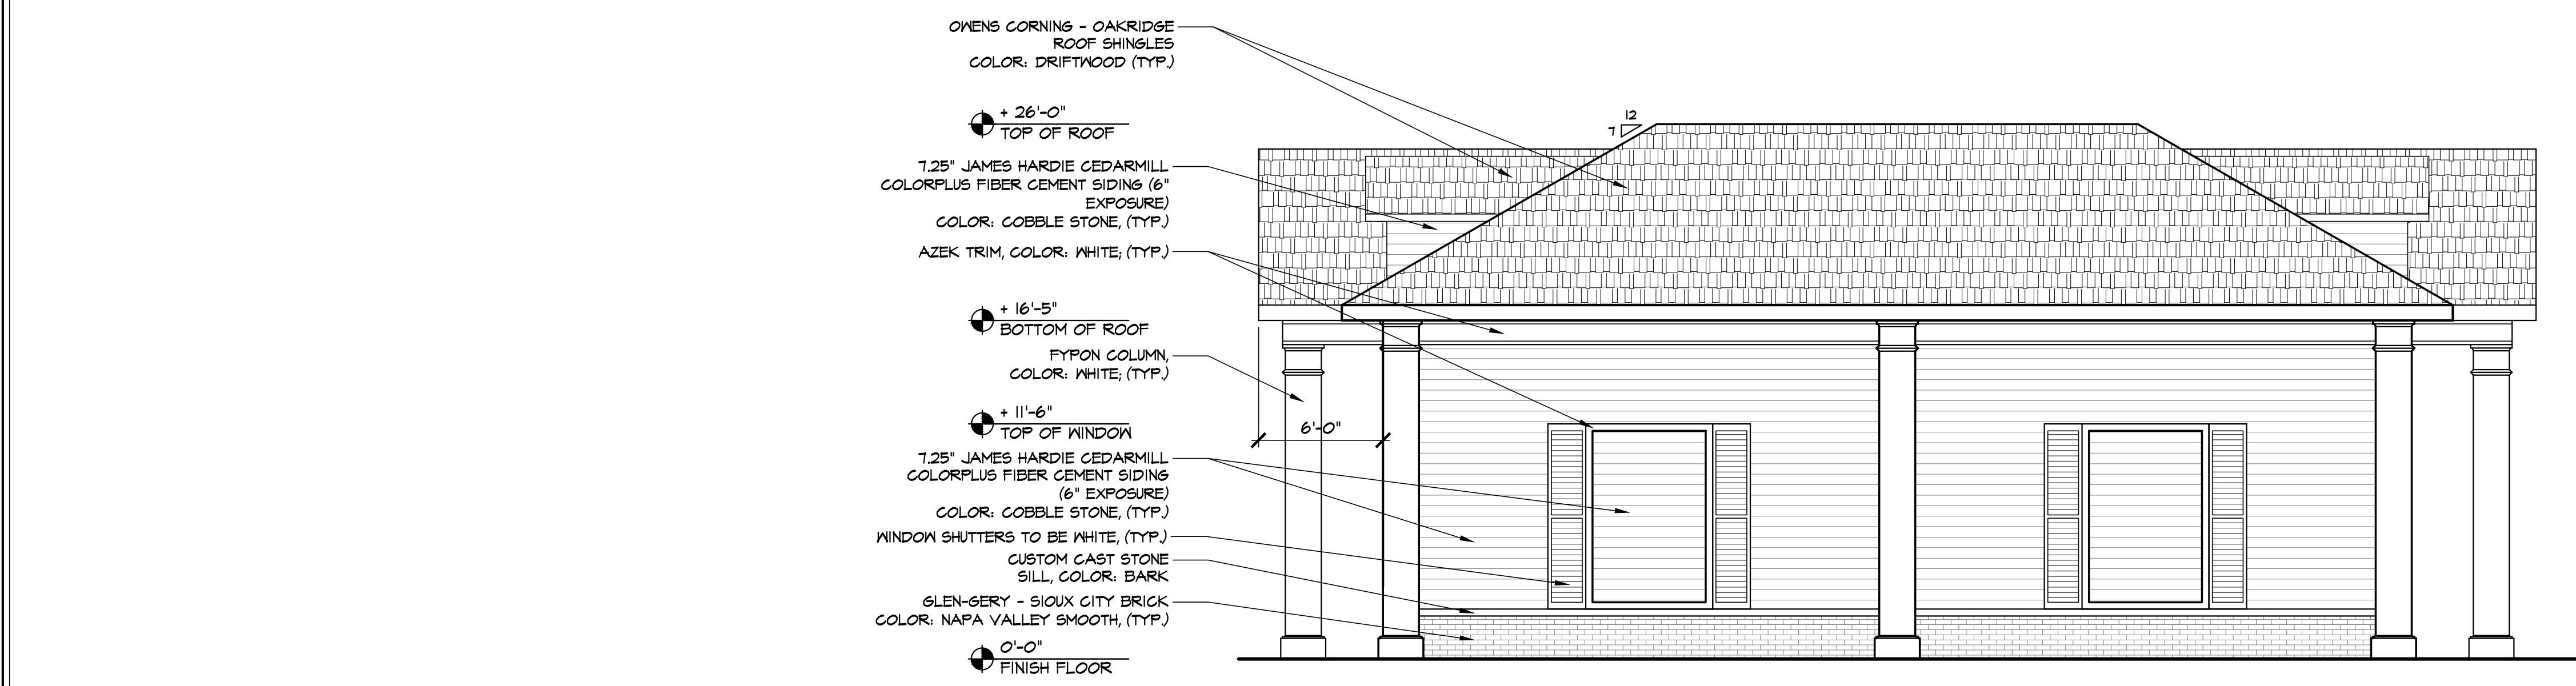 OWENS CORNING - OAKRIDGE
ROOF SHINGLES
COLOR: DRIFTWOOD (TYP.)
+ 26'-0"
TOP OF ROOF
12
7
7.25" JAMES HARDIE CEDARMILL
COLORPLUS FIBER CEMENT SIDING (6"
EXPOSURE)
COLOR: COBBLE STONE, (TYP.)
AZEK TRIM, COLOR: WHITE; (TYP.)
+ 16'-5"
BOTTOM OF ROOF
FYPON COLUMN,
COLOR: WHITE; (TYP.)
+ 11'-6"
TOP OF WINDOW
6'-0"
7.25" JAMES HARDIE CEDARMILL
COLORPLUS FIBER CEMENT SIDING
(6" EXPOSURE)
COLOR: COBBLE STONE, (TYP.)
WINDOW SHUTTERS TO BE WHITE, (TYP.)
CUSTOM CAST STONE
SILL, COLOR: BARK
GLEN-GERY - SIOUX CITY BRICK
COLOR: NAPA VALLEY SMOOTH, (TYP.)
0'-0"
FINISH FLOOR